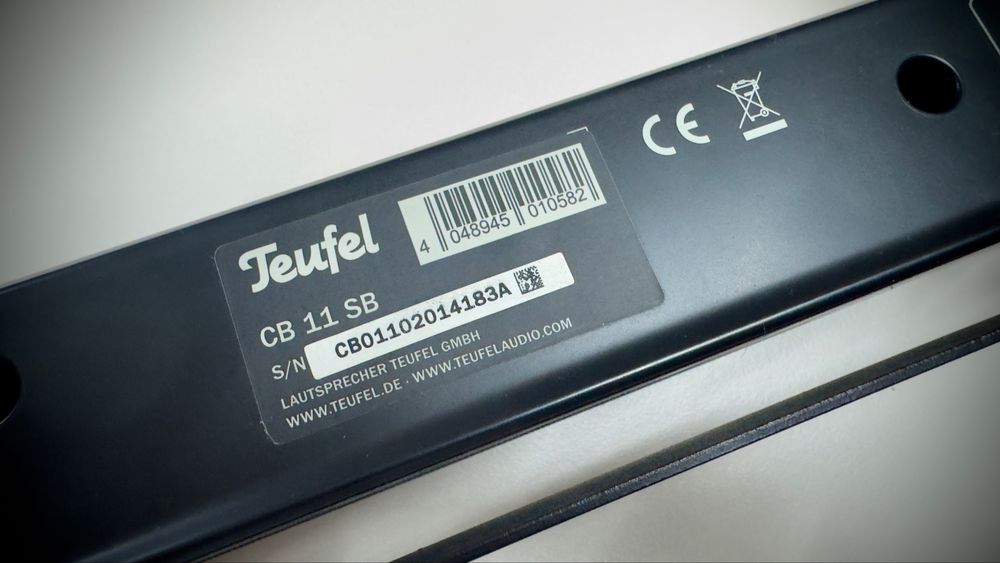 Teufel
4 048945 010582
CB 11 SB
S/N CB01102014183A
LAUTSPRECHER TEUFEL GMBH
WWW.TEUFEL.DE · WWW.TEUFELAUDIO.COM
CE